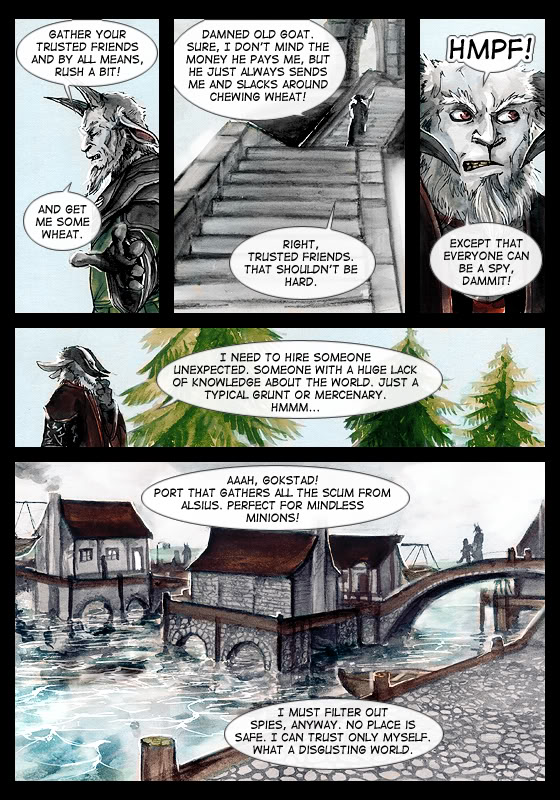 GATHER YOUR
TRUSTED FRIENDS
AND BY ALL MEANS,
RUSH A BIT!
AND GET
ME SOME
WHEAT.
DAMNED OLD GOAT.
SURE, I DON'T MIND THE
MONEY HE PAYS ME, BUT
HE JUST ALWAYS SENDS
ME AND SLACKS AROUND
CHEWING WHEAT!
RIGHT,
TRUSTED FRIENDS.
THAT SHOULDN'T BE
HARD.
HMPF!
EXCEPT THAT
EVERYONE CAN
BE A SPY,
DAMMIT!
I NEED TO HIRE SOMEONE
UNEXPECTED. SOMEONE WITH A HUGE LACK
OF KNOWLEDGE ABOUT THE WORLD. JUST A
TYPICAL GRUNT OR MERCENARY.
HMMM...
AAAH, GOKSTAD!
PORT THAT GATHERS ALL THE SCUM FROM
ALSIUS. PERFECT FOR MINDLESS
MINIONS!
I MUST FILTER OUT
SPIES, ANYWAY. NO PLACE IS
SAFE. I CAN TRUST ONLY MYSELF.
WHAT A DISGUSTING WORLD.